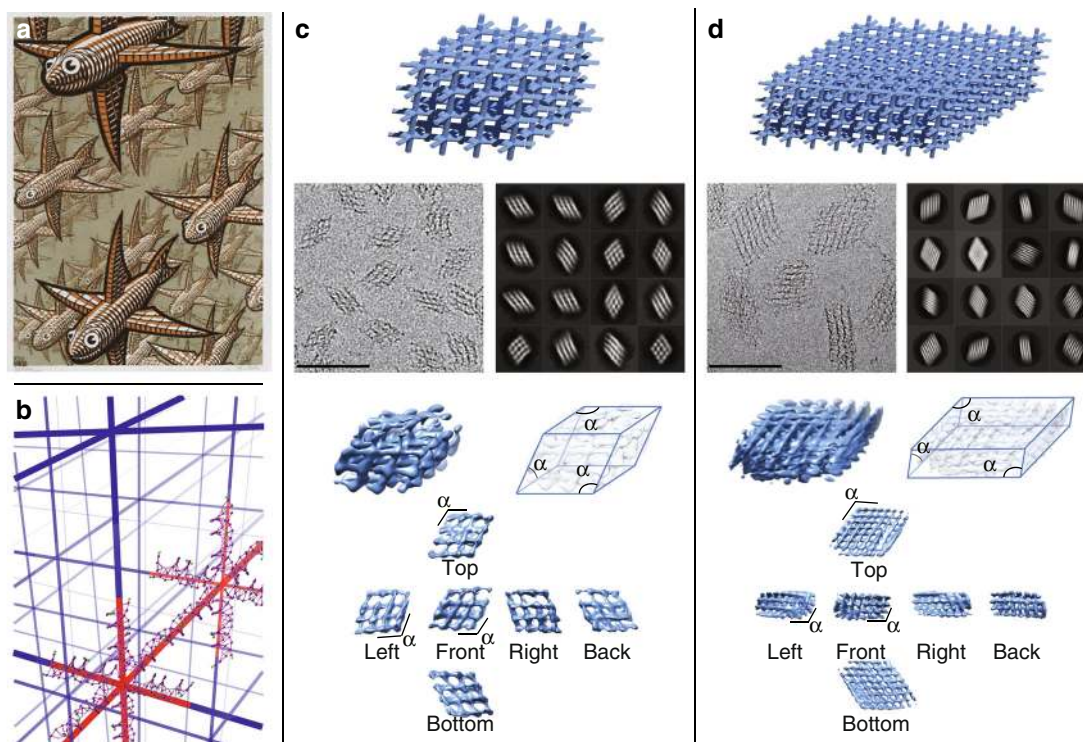 a
b
c
α
α
α
α
Top
α
α
Left Front Right Back
Bottom
d
α
α
α
α
Top
α
α
Left Front Right Back
Bottom